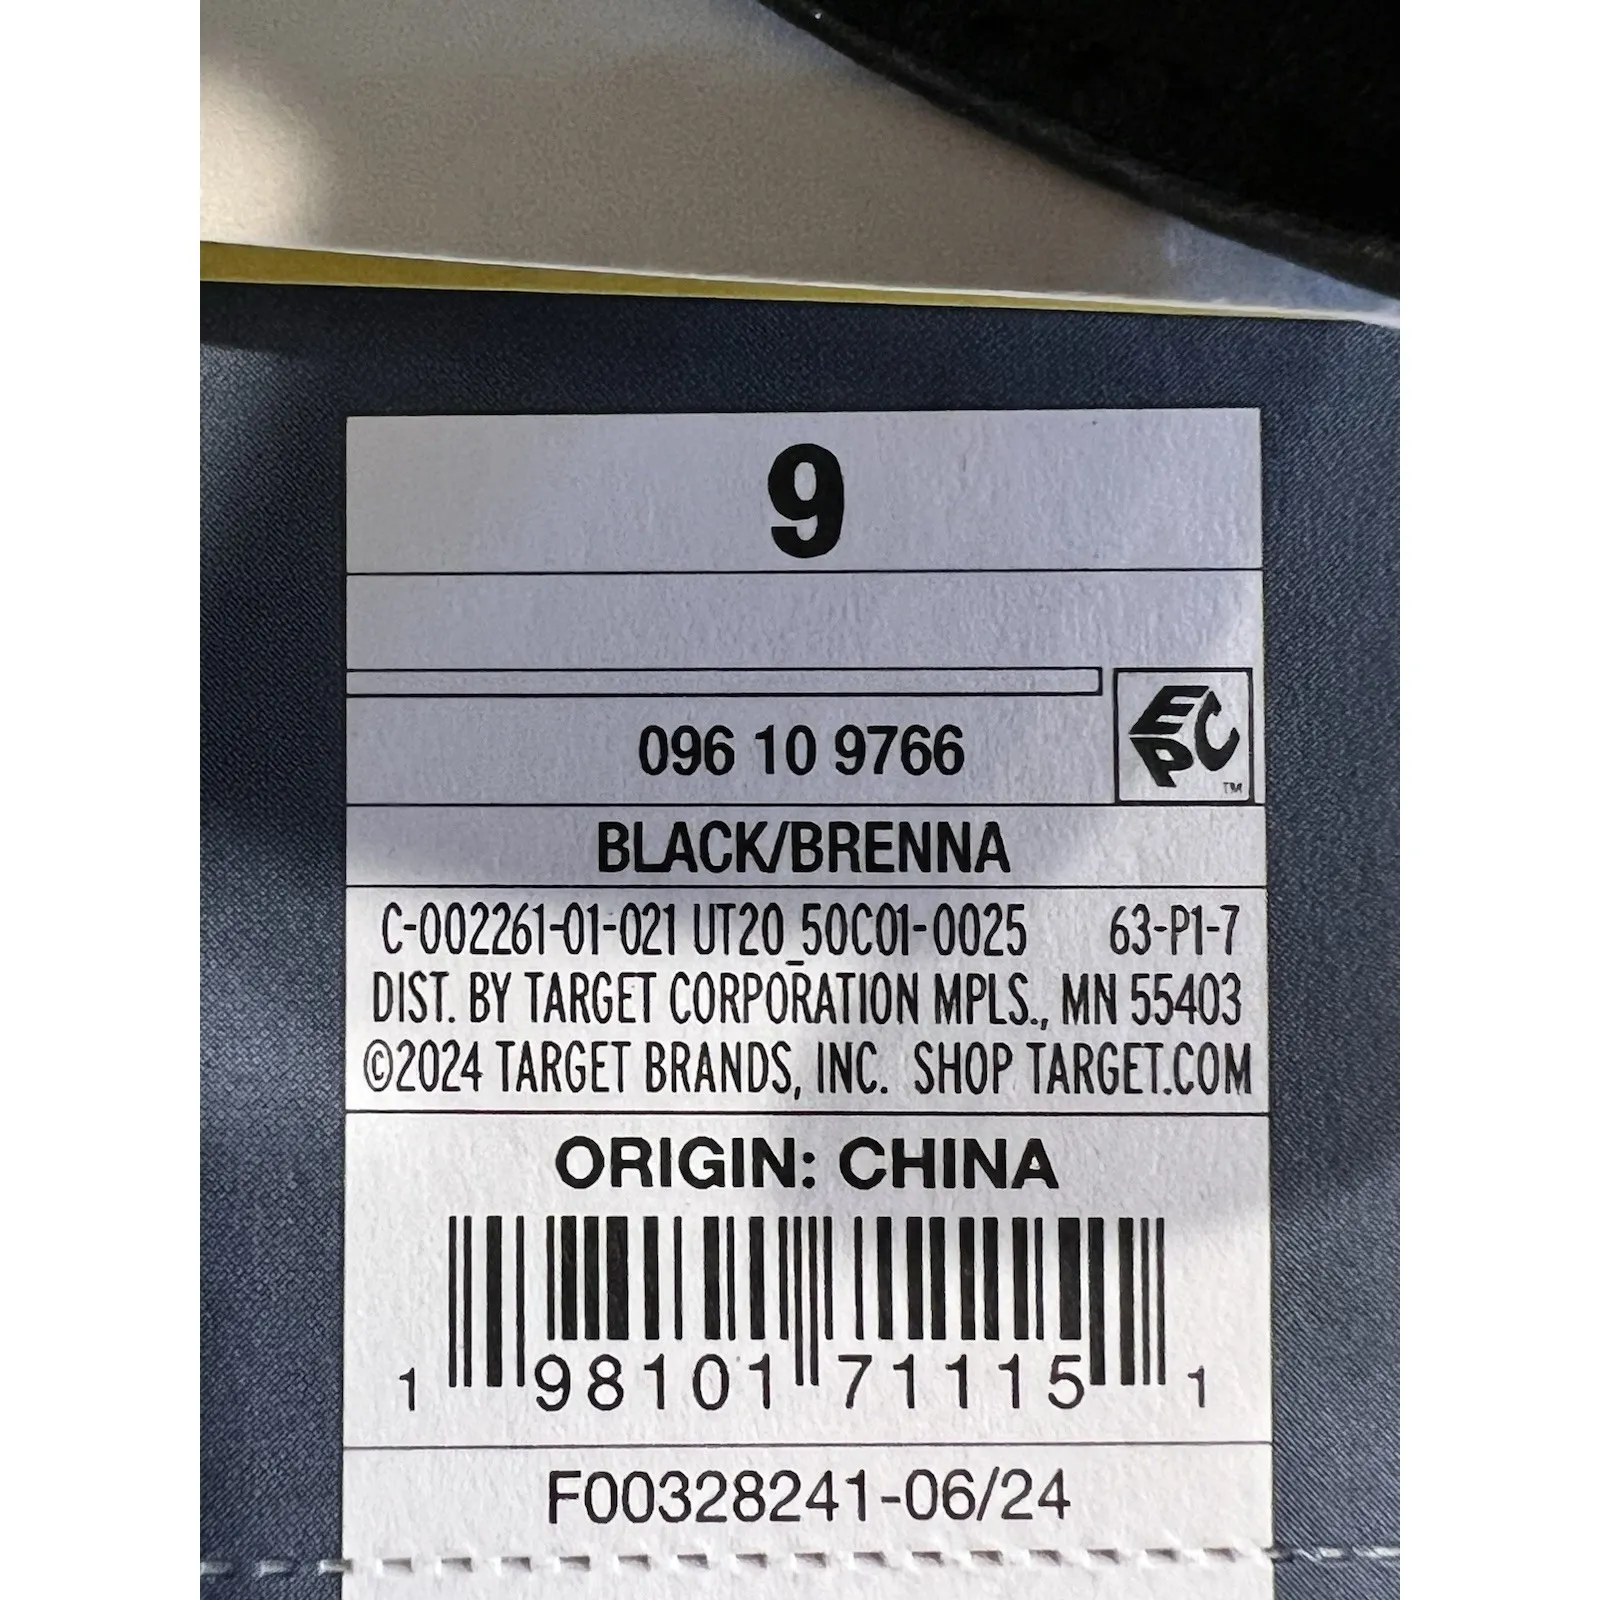 9
096 10 9766
EPC™
BLACK/BRENNA
C-002261-01-021 UT20_50C01-0025 63-P1-7
DIST. BY TARGET CORPORATION MPLS., MN 55403
©2024 TARGET BRANDS, INC. SHOP TARGET.COM
ORIGIN: CHINA
1 98101 71115 1
F00328241-06/24